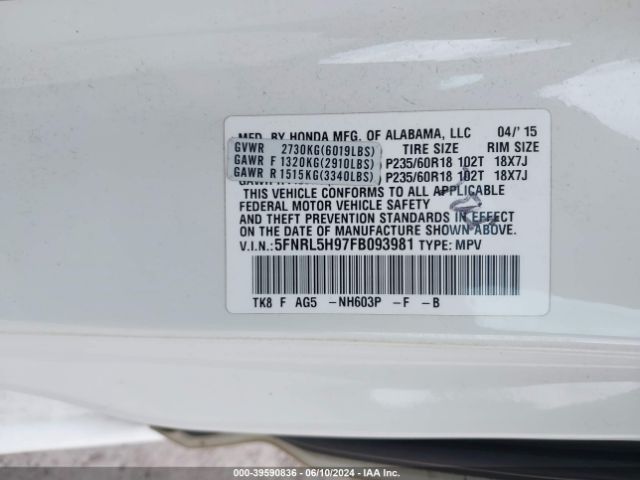 MFD. BY HONDA MFG. OF ALABAMA, LLC 04/'15
GVWR 2730KG(6019LBS) TIRE SIZE RIM SIZE
GAWR F 1320KG(2910LBS) P235/60R18 102T 18X7J
GAWR R 1515KG(3340LBS) P235/60R18 102T 18X7J
THIS VEHICLE CONFORMS TO ALL APPLICABLE
FEDERAL MOTOR VEHICLE SAFETY
AND THEFT PREVENTION STANDARDS IN EFFECT
ON THE DATE OF MANUFACTURE SHOWN ABOVE.
V.I.N.: 5FNRL5H97FB093981 TYPE: MPV
TK8 F AG5 -NH603P -F -B
000-39590836 - 06/10/2024 - IAA Inc.